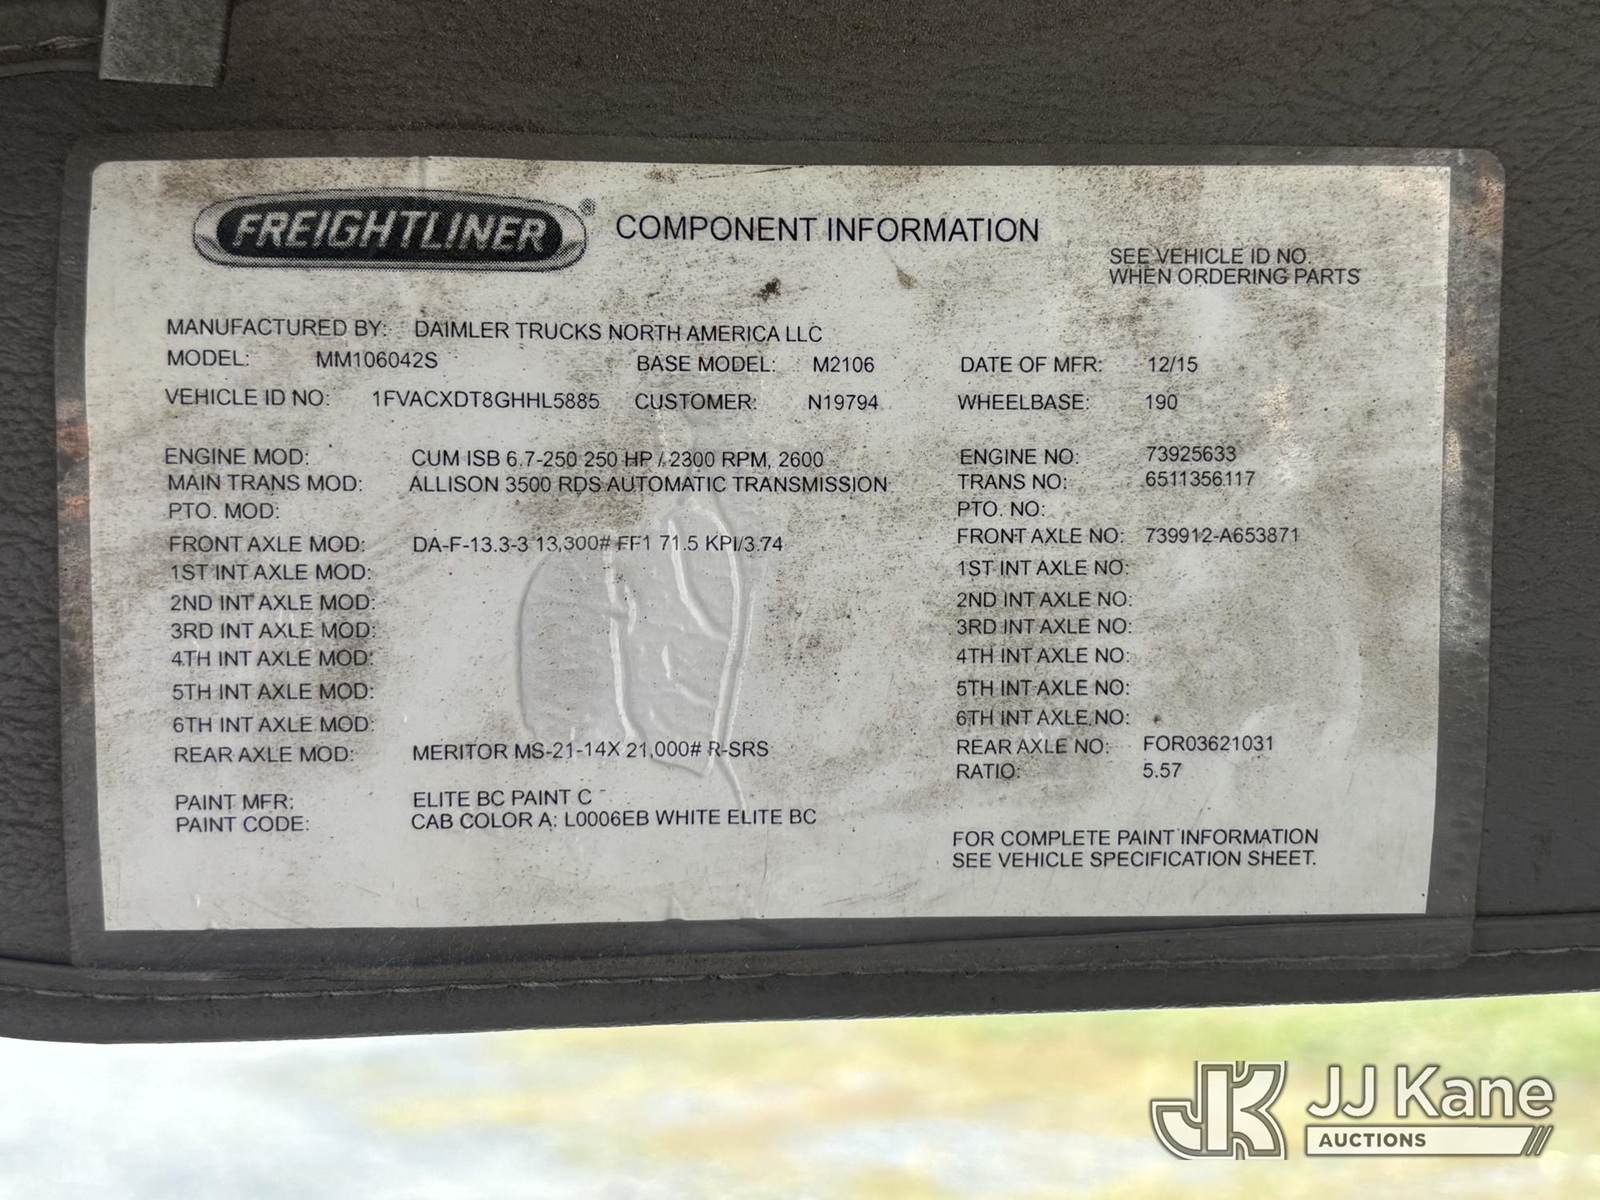 FREIGHTLINER® COMPONENT INFORMATION
SEE VEHICLE ID NO.
WHEN ORDERING PARTS
MANUFACTURED BY: DAIMLER TRUCKS NORTH AMERICA LLC
MODEL: MM106042S BASE MODEL: M2106 DATE OF MFR: 12/15
VEHICLE ID NO: 1FVACXDT8GHHL5885 CUSTOMER: N19794 WHEELBASE: 190
ENGINE MOD: CUM ISB 6.7-250 250 HP / 2300 RPM, 2600 ENGINE NO: 73925633
MAIN TRANS MOD: ALLISON 3500 RDS AUTOMATIC TRANSMISSION TRANS NO: 6511356117
PTO. MOD: PTO. NO:
FRONT AXLE MOD: DA-F-13.3-3 13,300# FF1 71.5 KPI/3.74 FRONT AXLE NO: 739912-A653871
1ST INT AXLE MOD: 1ST INT AXLE NO:
2ND INT AXLE MOD: 2ND INT AXLE NO:
3RD INT AXLE MOD: 3RD INT AXLE NO:
4TH INT AXLE MOD: 4TH INT AXLE NO:
5TH INT AXLE MOD: 5TH INT AXLE NO:
6TH INT AXLE MOD: 6TH INT AXLE NO:
REAR AXLE MOD: MERITOR MS-21-14X 21,000# R-SRS REAR AXLE NO: FOR03621031
RATIO: 5.57
PAINT MFR: ELITE BC PAINT C
PAINT CODE: CAB COLOR A: L0006EB WHITE ELITE BC
FOR COMPLETE PAINT INFORMATION
SEE VEHICLE SPECIFICATION SHEET.
JK JJ Kane
AUCTIONS